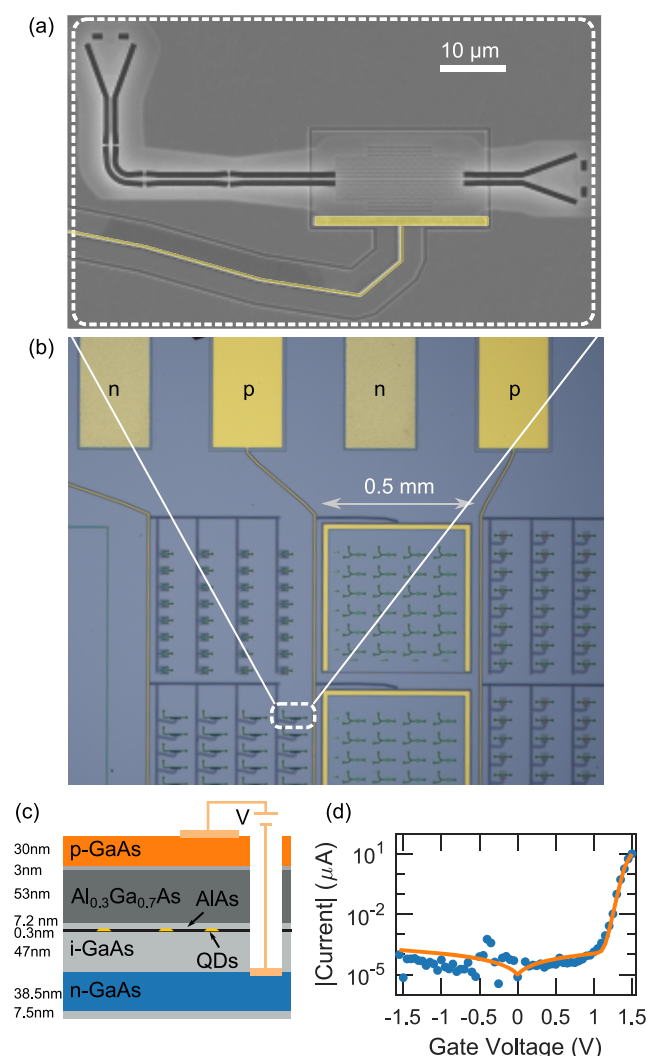 (a)
10 µm
(b)
n p n p
0.5 mm
(c)
V
30nm p-GaAs
3nm
53nm Al0.3Ga0.7As AlAs
7.2 nm
0.3nm
47nm i-GaAs QDs
38.5nm n-GaAs
7.5nm
(d)
|Current| (µA)
10^1
10^-2
10^-5
-1.5 -1 -0.5 0 0.5 1 1.5
Gate Voltage (V)